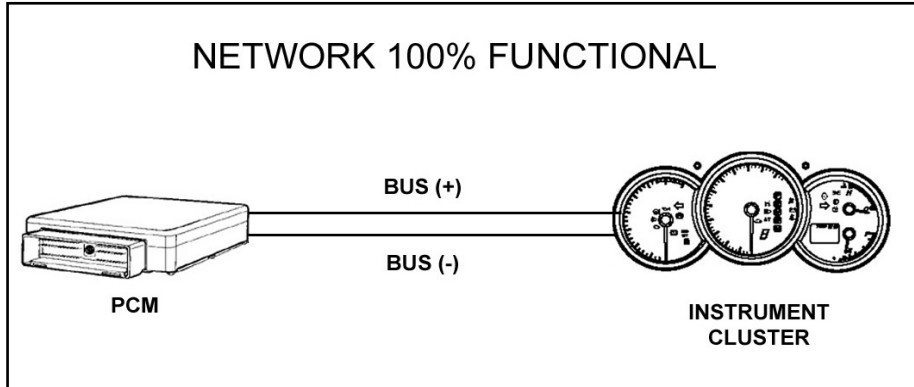 NETWORK 100% FUNCTIONAL
BUS (+)
BUS (-)
PCM
INSTRUMENT
CLUSTER